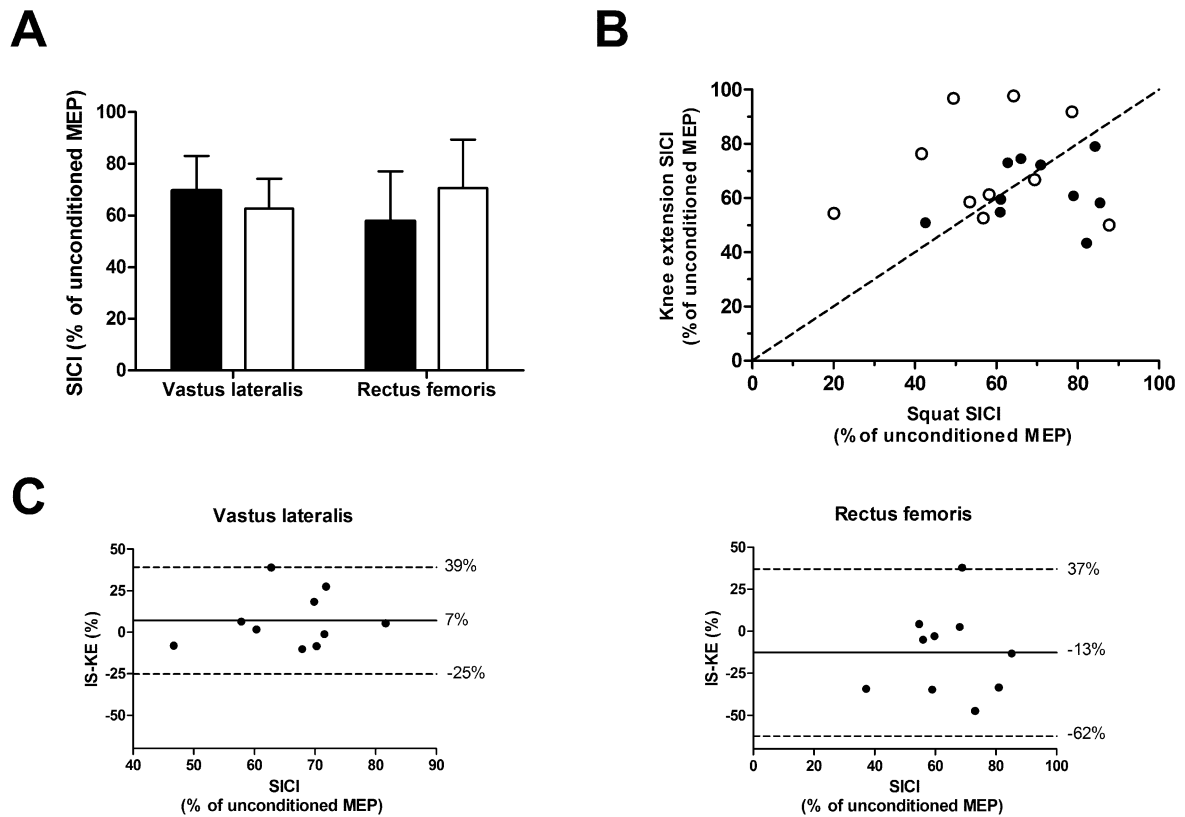 A
SICI (% of unconditioned MEP)
100
80
60
40
20
0
Vastus lateralis
Rectus femoris
B
Knee extension SICI
(% of unconditioned MEP)
100
80
60
40
20
0
0
20
40
60
80
100
Squat SICI
(% of unconditioned MEP)
C
Vastus lateralis
IS-KE (%)
50
25
0
-25
-50
39%
7%
-25%
40
50
60
70
80
90
SICI
(% of unconditioned MEP)
Rectus femoris
IS-KE (%)
50
25
0
-25
-50
37%
-13%
-62%
0
20
40
60
80
100
SICI
(% of unconditioned MEP)